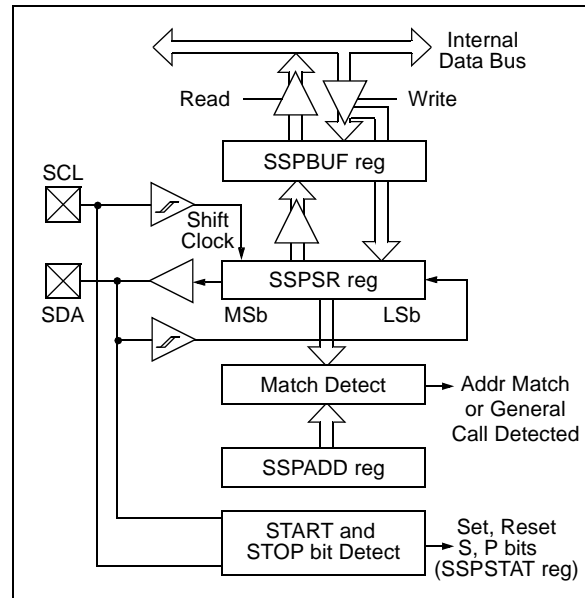 Internal
Data Bus
Read
Write
SSPBUF reg
SCL
Shift
Clock
SSPSR reg
SDA
MSb
LSb
Match Detect
Addr Match
or General
Call Detected
SSPADD reg
START and
STOP bit Detect
Set, Reset
S, P bits
(SSPSTAT reg)